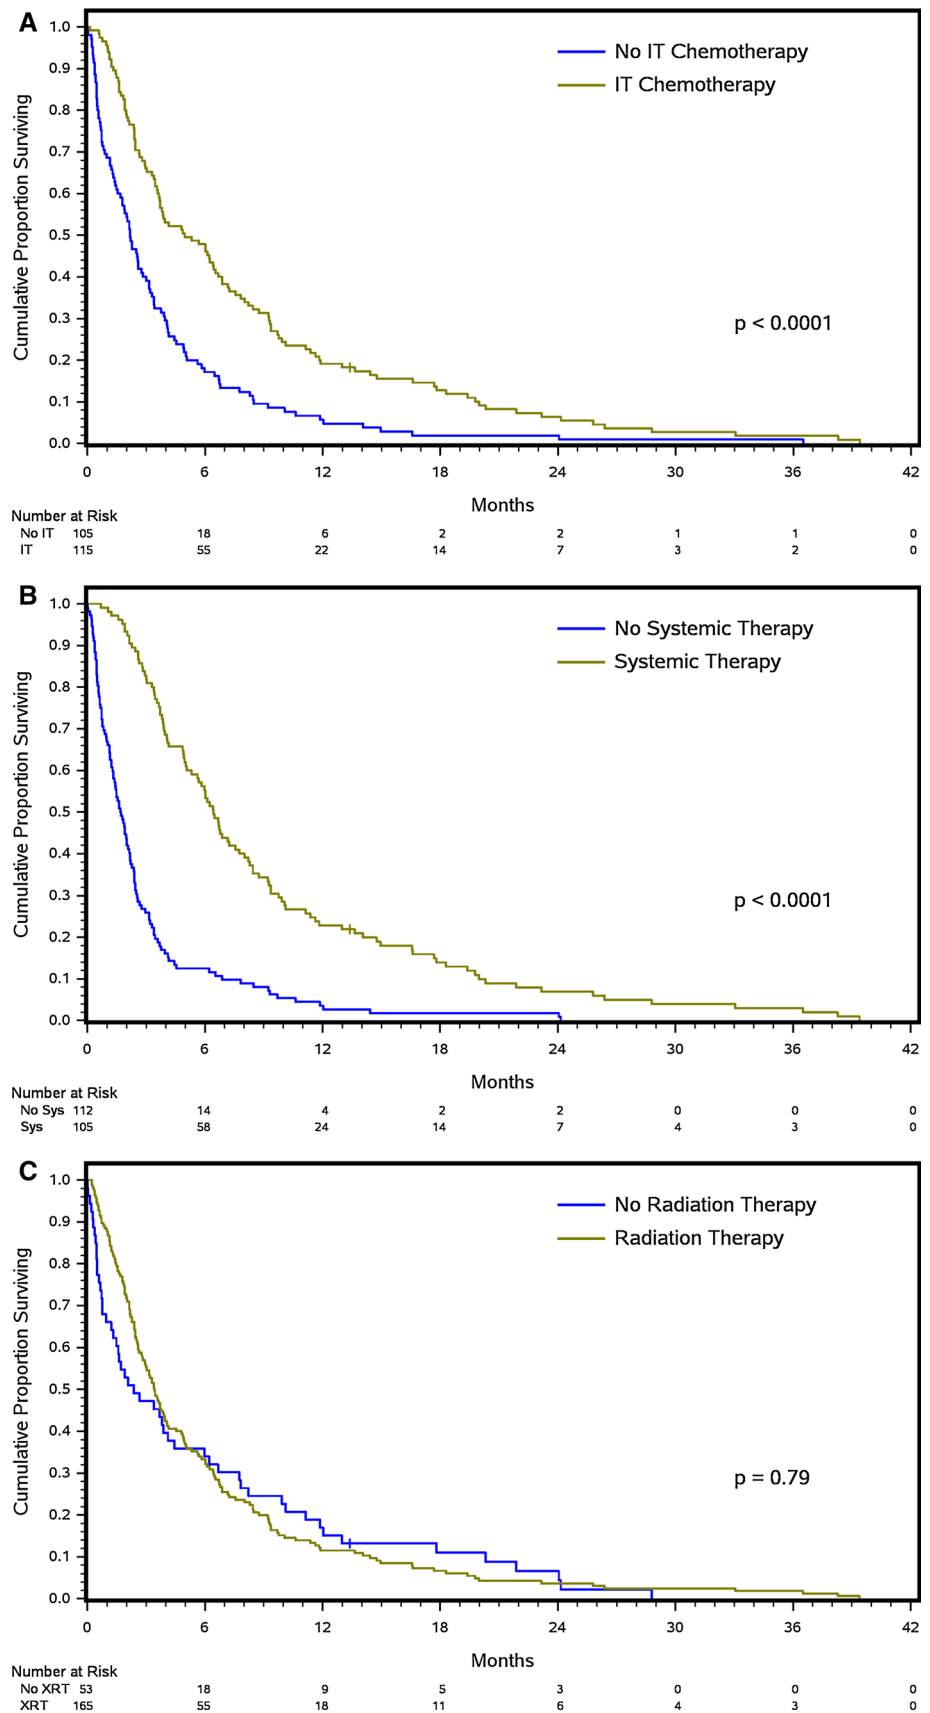 A
Cumulative Proportion Surviving
1.0
0.9
0.8
0.7
0.6
0.5
0.4
0.3
0.2
0.1
0.0
No IT Chemotherapy
IT Chemotherapy
p < 0.0001
0 6 12 18 24 30 36 42
Months
Number at Risk
No IT 105 18 6 2 2 1 1 0
IT 115 55 22 14 7 3 2 0
B
Cumulative Proportion Surviving
1.0
0.9
0.8
0.7
0.6
0.5
0.4
0.3
0.2
0.1
0.0
No Systemic Therapy
Systemic Therapy
p < 0.0001
0 6 12 18 24 30 36 42
Months
Number at Risk
No Sys 112 14 4 2 2 0 0 0
Sys 105 58 24 14 7 4 3 0
C
Cumulative Proportion Surviving
1.0
0.9
0.8
0.7
0.6
0.5
0.4
0.3
0.2
0.1
0.0
No Radiation Therapy
Radiation Therapy
p = 0.79
0 6 12 18 24 30 36 42
Months
Number at Risk
No XRT 53 18 9 5 3 0 0 0
XRT 165 55 18 11 6 4 3 0